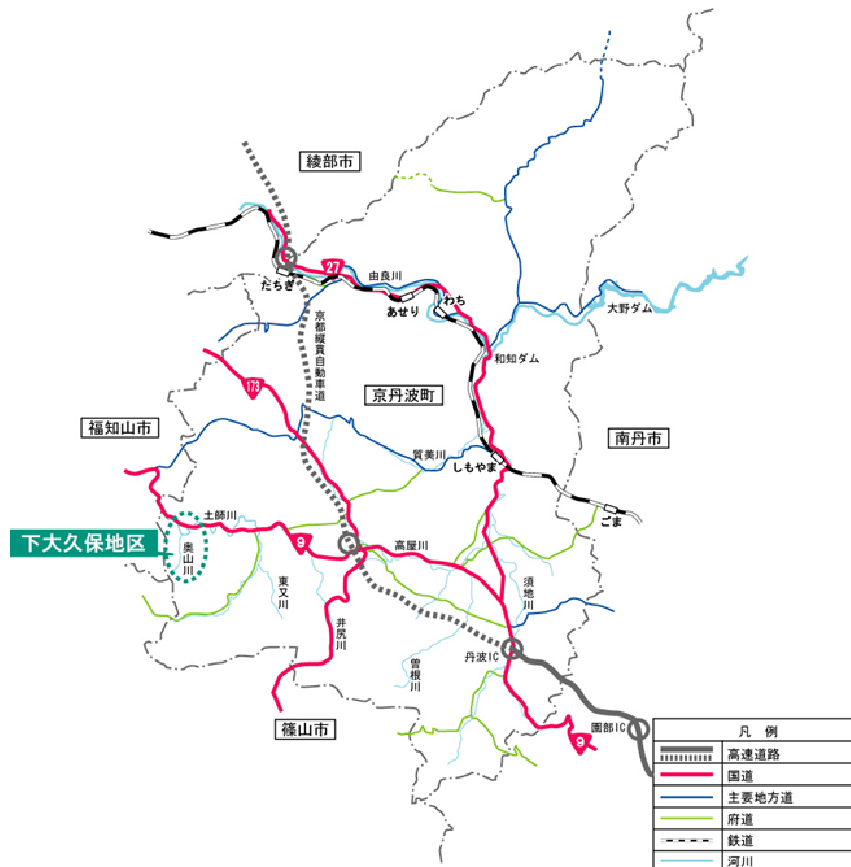 綾部市
27
由良川
たちき
あせり
わち
大野ダム
和知ダム
京都縦貫自動車道
173
京丹波町
福知山市
南丹市
質美川
しもやま
ごま
土師川
下大久保地区
奥山川
9
高屋川
東又川
井尻川
須地川
曽根川
丹波IC
篠山市
園部IC
9
凡 例
高速道路
国道
主要地方道
府道
鉄道
河川